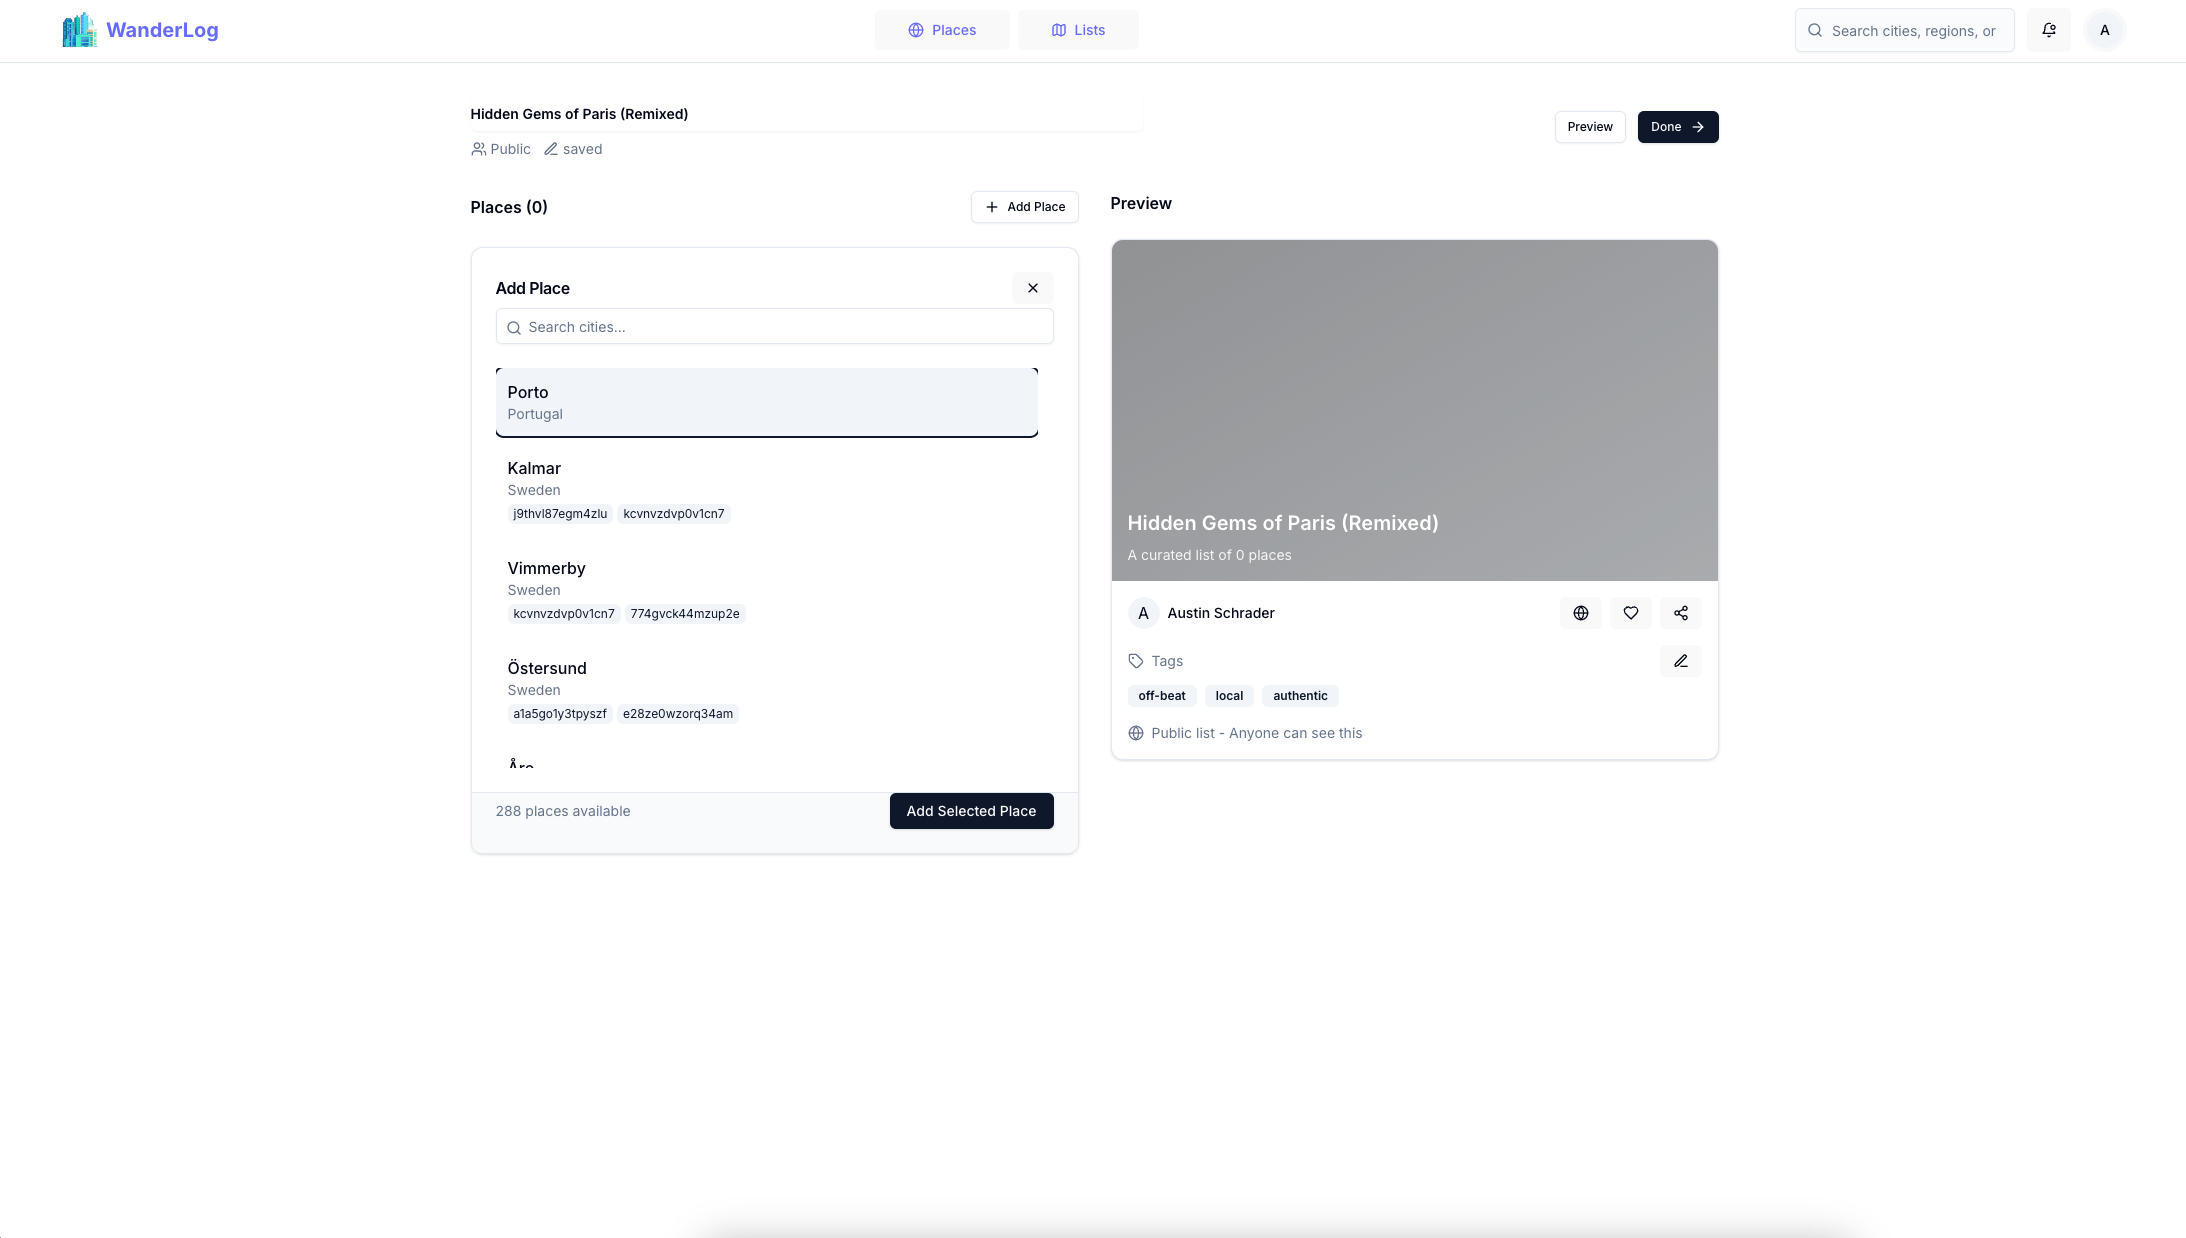 WanderLog
Places
Lists
Search cities, regions, or
A
Hidden Gems of Paris (Remixed)
Public
saved
Preview
Done
Places (0)
Add Place
Preview
Add Place
Search cities...
Porto
Portugal
Kalmar
Sweden
j9thvl87egm4zlu kcvnvzdvp0v1cn7
Vimmerby
Sweden
kcvnvzdvp0v1cn7 774gvck44mzup2e
Östersund
Sweden
a1a5go1y3tpyszf e28ze0wzorq34am
288 places available
Add Selected Place
Hidden Gems of Paris (Remixed)
A curated list of 0 places
A Austin Schrader
Tags
off-beat local authentic
Public list - Anyone can see this